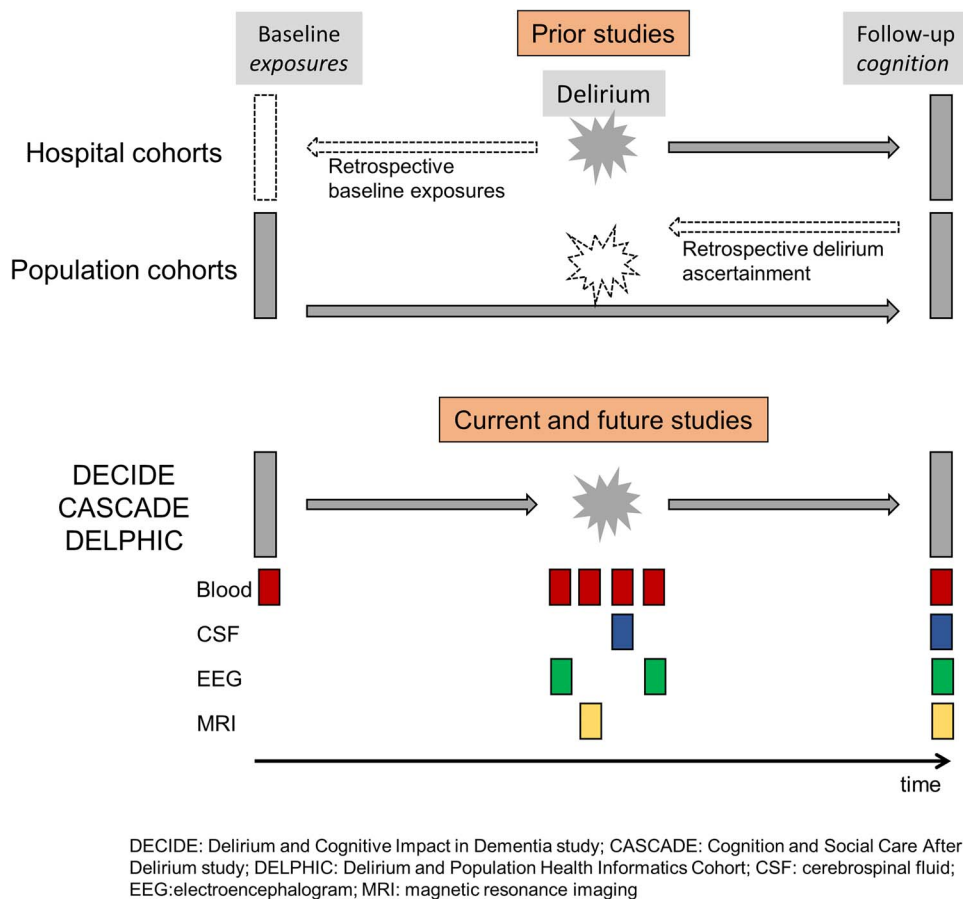 Baseline
exposures
Prior studies
Follow-up
cognition
Delirium
Hospital cohorts
Retrospective
baseline exposures
Population cohorts
Retrospective delirium
ascertainment
Current and future studies
DECIDE
CASCADE
DELPHIC
Blood
CSF
EEG
MRI
time
DECIDE: Delirium and Cognitive Impact in Dementia study; CASCADE: Cognition and Social Care After
Delirium study; DELPHIC: Delirium and Population Health Informatics Cohort; CSF: cerebrospinal fluid;
EEG:electroencephalogram; MRI: magnetic resonance imaging